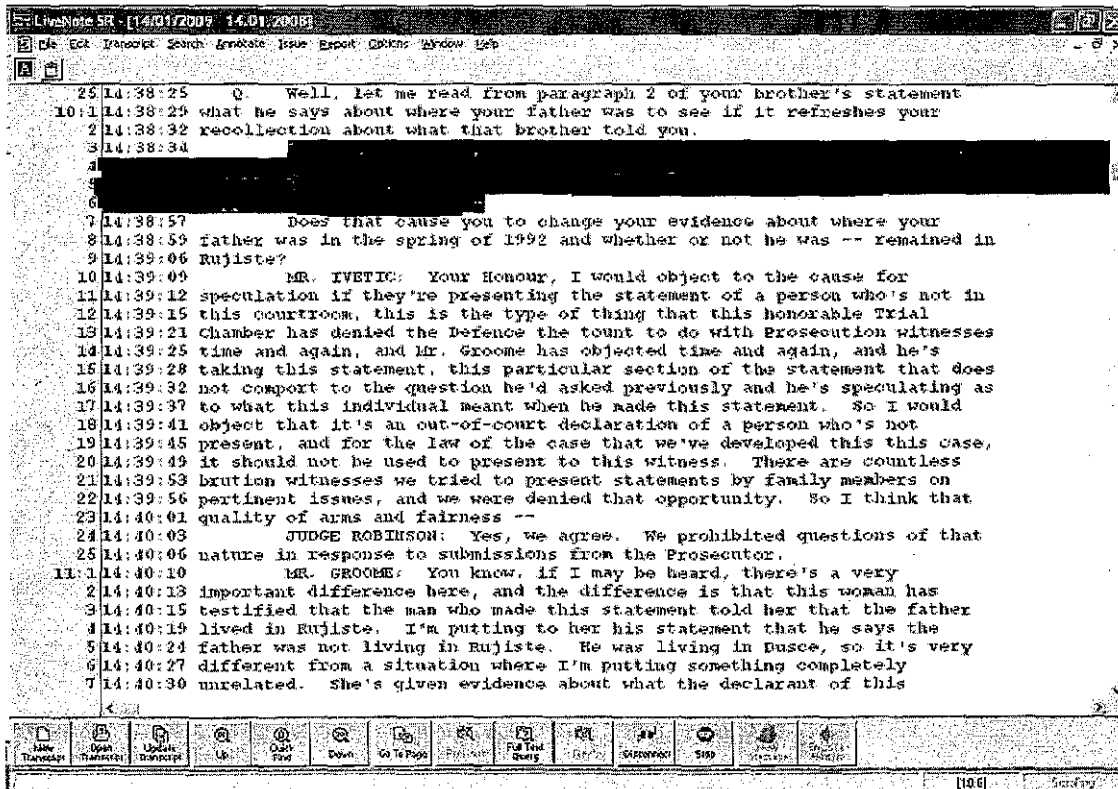 LiveNote SR - [14/01/2009 14.01.2008]
File Edit Transcript Search Annotate Issue Report Options Window Help
25 14:38:25 Q. Well, let me read from paragraph 2 of your brother's statement
10:1 14:38:29 what he says about where your father was to see if it refreshes your
2 14:38:32 recollection about what that brother told you.
3 14:38:34
4
5
6
7 14:38:57 Does that cause you to change your evidence about where your
8 14:38:59 father was in the spring of 1992 and whether or not he was -- remained in
9 14:39:06 Rujiste?
10 14:39:09 MR. IVETIC: Your Honour, I would object to the cause for
11 14:39:12 speculation if they're presenting the statement of a person who's not in
12 14:39:15 this courtroom, this is the type of thing that this honorable Trial
13 14:39:21 Chamber has denied the Defence the tount to do with Prosecution witnesses
14 14:39:25 time and again, and Mr. Groome has objected time and again, and he's
15 14:39:28 taking this statement, this particular section of the statement that does
16 14:39:32 not comport to the question he'd asked previously and he's speculating as
17 14:39:37 to what this individual meant when he made this statement. So I would
18 14:39:41 object that it's an out-of-court declaration of a person who's not
19 14:39:45 present, and for the law of the case that we've developed this this case,
20 14:39:49 it should not be used to present to this witness. There are countless
21 14:39:53 brution witnesses we tried to present statements by family members on
22 14:39:56 pertinent issues, and we were denied that opportunity. So I think that
23 14:40:01 quality of arms and fairness --
24 14:40:03 JUDGE ROBINSON: Yes, we agree. We prohibited questions of that
25 14:40:06 nature in response to submissions from the Prosecutor.
11:1 14:40:10 MR. GROOME: You know, if I may be heard, there's a very
2 14:40:13 important difference here, and the difference is that this woman has
3 14:40:15 testified that the man who made this statement told her that the father
4 14:40:19 lived in Rujiste. I'm putting to her his statement that he says the
5 14:40:24 father was not living in Rujiste. He was living in Dusce, so it's very
6 14:40:27 different from a situation where I'm putting something completely
7 14:40:30 unrelated. She's given evidence about what the declarant of this
New Transcript Open Transcript Update Transcript Up Quick Find Down Go To Page Full Text Query Disconnect Stop
[10:6]